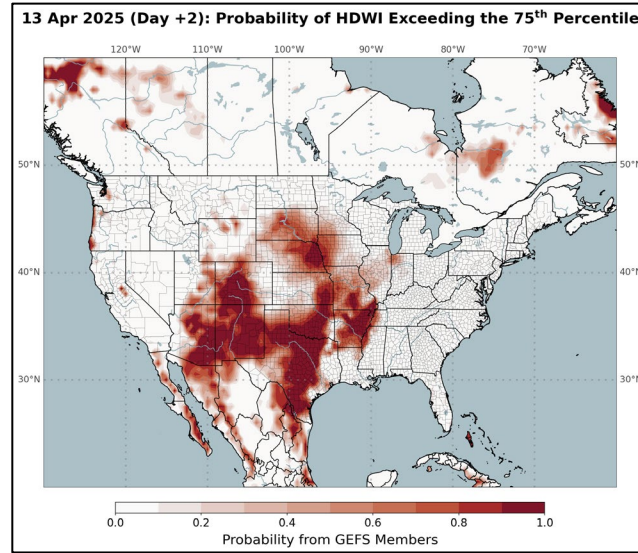 13 Apr 2025 (Day +2): Probability of HDWI Exceeding the 75th Percentile
120°W 110°W 100°W 90°W 80°W 70°W
50°N 50°N
40°N 40°N
30°N 30°N
0.0 0.2 0.4 0.6 0.8 1.0
Probability from GEFS Members